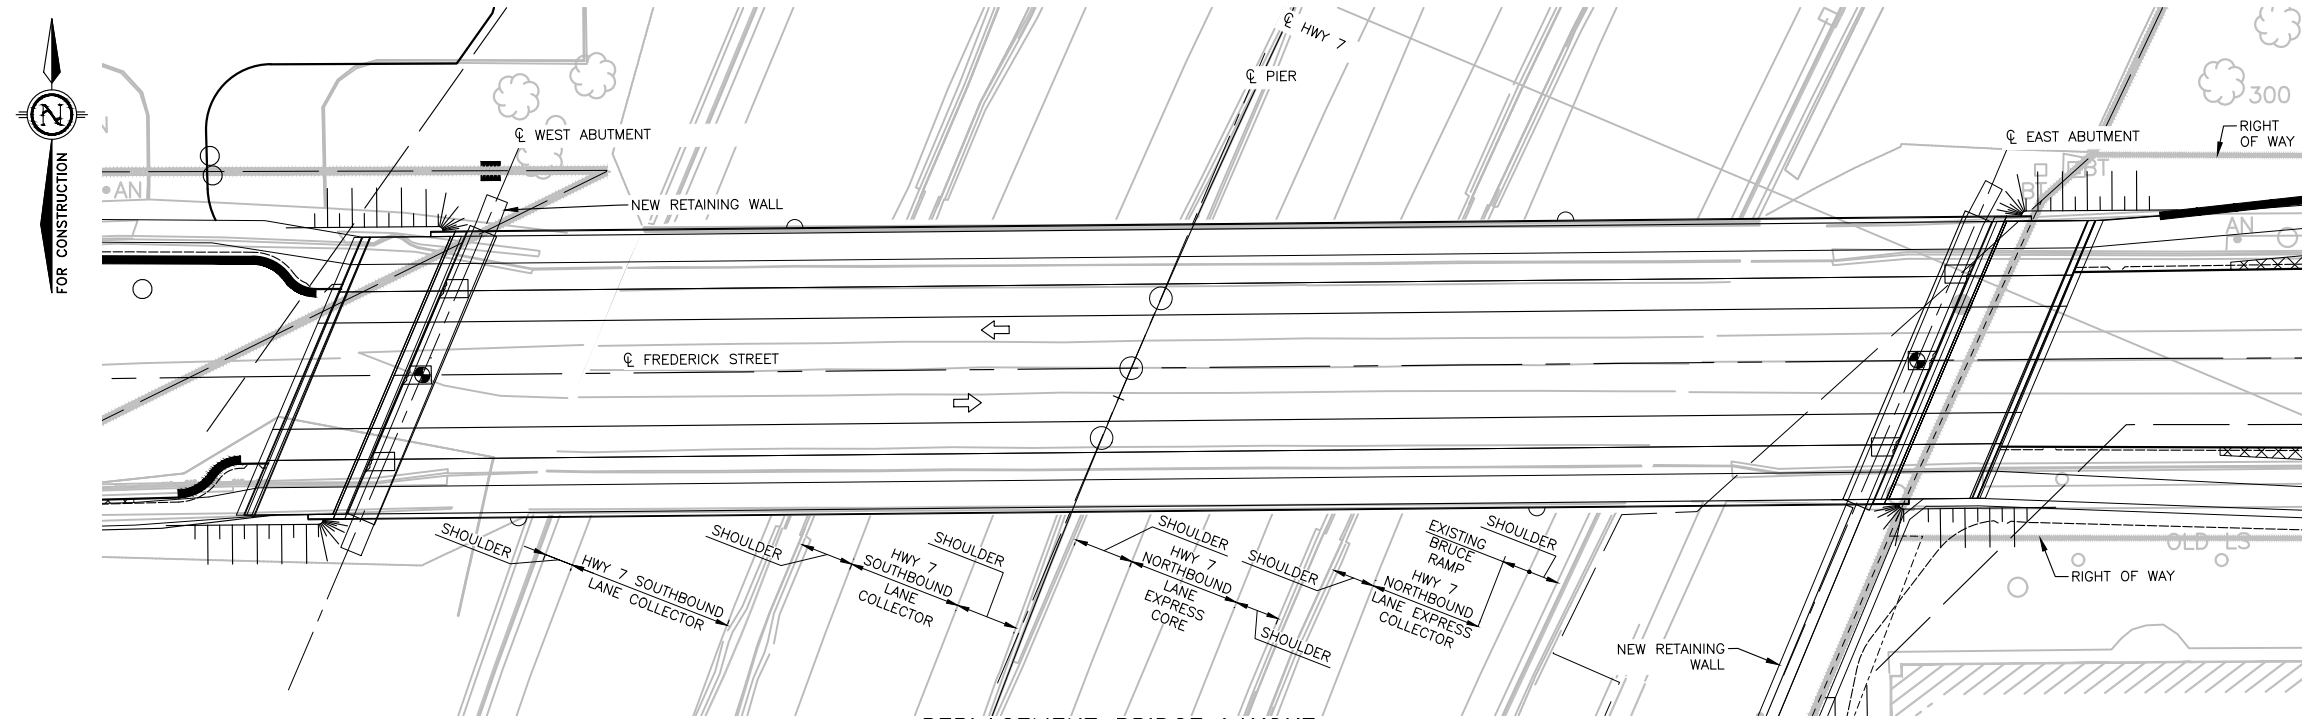 ℄ HWY 7
℄ PIER
N
FOR CONSTRUCTION
℄ WEST ABUTMENT
℄ EAST ABUTMENT
300
RIGHT
OF WAY
AN
NEW RETAINING WALL
BT
BT
AN
℄ FREDERICK STREET
SHOULDER
HWY 7 SOUTHBOUND
LANE COLLECTOR
SHOULDER
HWY 7
SOUTHBOUND
LANE
COLLECTOR
SHOULDER
SHOULDER
HWY 7
NORTHBOUND
LANE
EXPRESS
CORE
SHOULDER
SHOULDER
HWY 7
NORTHBOUND
LANE EXPRESS
COLLECTOR
EXISTING
BRUCE
RAMP
SHOULDER
OLD LS
RIGHT OF WAY
NEW RETAINING
WALL